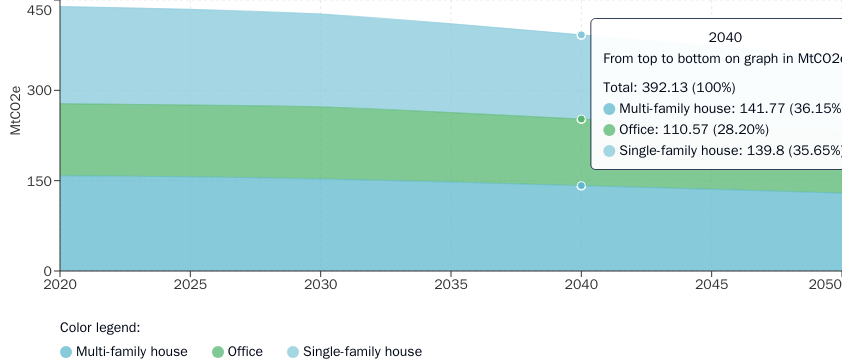 450
300
150
0
MtCO2e
2040
From top to bottom on graph in MtCO2e
Total: 392.13 (100%)
Multi-family house: 141.77 (36.15%
Office: 110.57 (28.20%)
Single-family house: 139.8 (35.65%)
2020 2025 2030 2035 2040 2045 2050
Color legend:
Multi-family house Office Single-family house